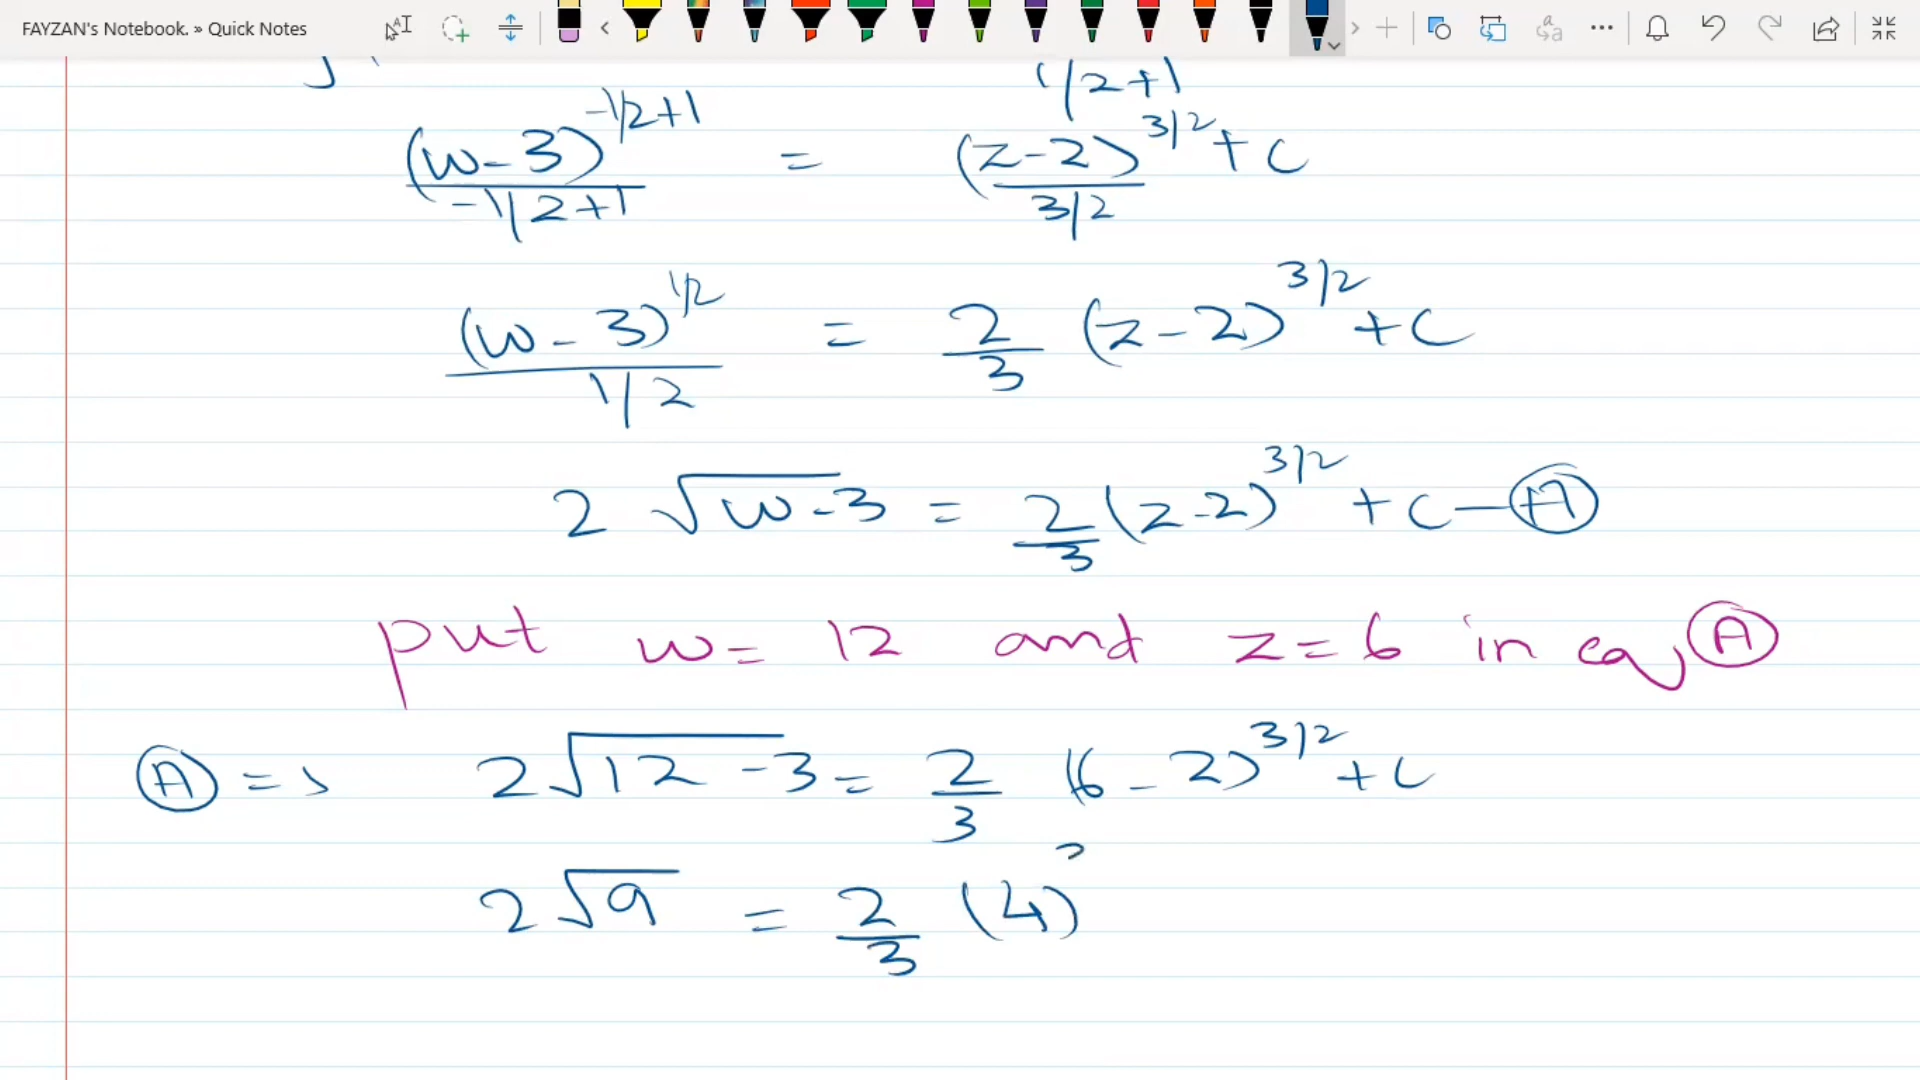 FAYZAN's Notebook. » Quick Notes
1/2+1
(w-3)^{-1/2+1} / (-1/2+1) = (z-2)^{3/2} / (3/2) + c
(w-3)^{1/2} / (1/2) = 2/3 (z-2)^{3/2} + c
2 √(w-3) = 2/3 (z-2)^{3/2} + c — Ⓐ
put w = 12 and z = 6 in eq Ⓐ
Ⓐ => 2√(12-3) = 2/3 (6-2)^{3/2} + c
2√9 = 2/3 (4)